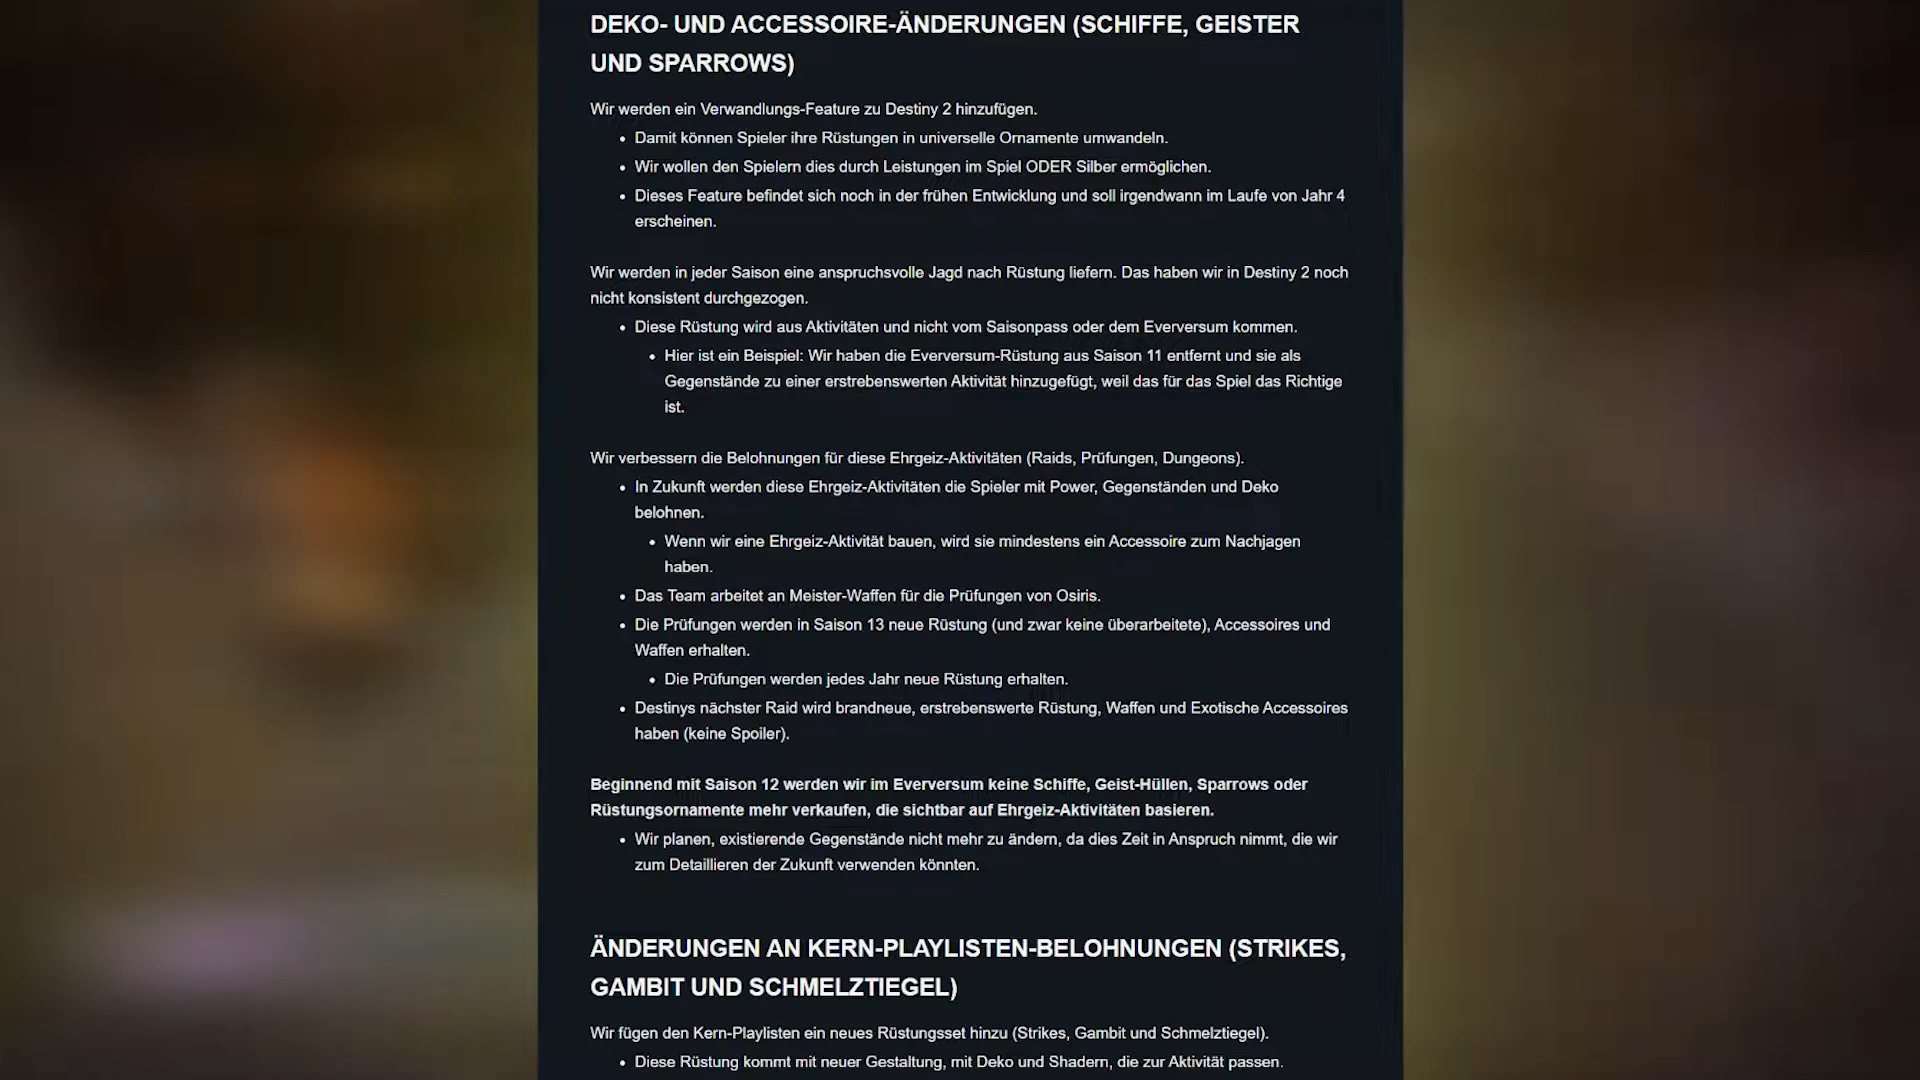 DEKO- UND ACCESSOIRE-ÄNDERUNGEN (SCHIFFE, GEISTER
UND SPARROWS)
Wir werden ein Verwandlungs-Feature zu Destiny 2 hinzufügen.
• Damit können Spieler ihre Rüstungen in universelle Ornamente umwandeln.
• Wir wollen den Spielern dies durch Leistungen im Spiel ODER Silber ermöglichen.
• Dieses Feature befindet sich noch in der frühen Entwicklung und soll irgendwann im Laufe von Jahr 4
erscheinen.
Wir werden in jeder Saison eine anspruchsvolle Jagd nach Rüstung liefern. Das haben wir in Destiny 2 noch
nicht konsistent durchgezogen.
• Diese Rüstung wird aus Aktivitäten und nicht vom Saisonpass oder dem Everversum kommen.
• Hier ist ein Beispiel: Wir haben die Everversum-Rüstung aus Saison 11 entfernt und sie als
Gegenstände zu einer erstrebenswerten Aktivität hinzugefügt, weil das für das Spiel das Richtige
ist.
Wir verbessern die Belohnungen für diese Ehrgeiz-Aktivitäten (Raids, Prüfungen, Dungeons).
• In Zukunft werden diese Ehrgeiz-Aktivitäten die Spieler mit Power, Gegenständen und Deko
belohnen.
• Wenn wir eine Ehrgeiz-Aktivität bauen, wird sie mindestens ein Accessoire zum Nachjagen
haben.
• Das Team arbeitet an Meister-Waffen für die Prüfungen von Osiris.
• Die Prüfungen werden in Saison 13 neue Rüstung (und zwar keine überarbeitete), Accessoires und
Waffen erhalten.
• Die Prüfungen werden jedes Jahr neue Rüstung erhalten.
• Destinys nächster Raid wird brandneue, erstrebenswerte Rüstung, Waffen und Exotische Accessoires
haben (keine Spoiler).
Beginnend mit Saison 12 werden wir im Everversum keine Schiffe, Geist-Hüllen, Sparrows oder
Rüstungsornamente mehr verkaufen, die sichtbar auf Ehrgeiz-Aktivitäten basieren.
• Wir planen, existierende Gegenstände nicht mehr zu ändern, da dies Zeit in Anspruch nimmt, die wir
zum Detaillieren der Zukunft verwenden könnten.
ÄNDERUNGEN AN KERN-PLAYLISTEN-BELOHNUNGEN (STRIKES,
GAMBIT UND SCHMELZTIEGEL)
Wir fügen den Kern-Playlisten ein neues Rüstungsset hinzu (Strikes, Gambit und Schmelztiegel).
• Diese Rüstung kommt mit neuer Gestaltung, mit Deko und Shadern, die zur Aktivität passen.